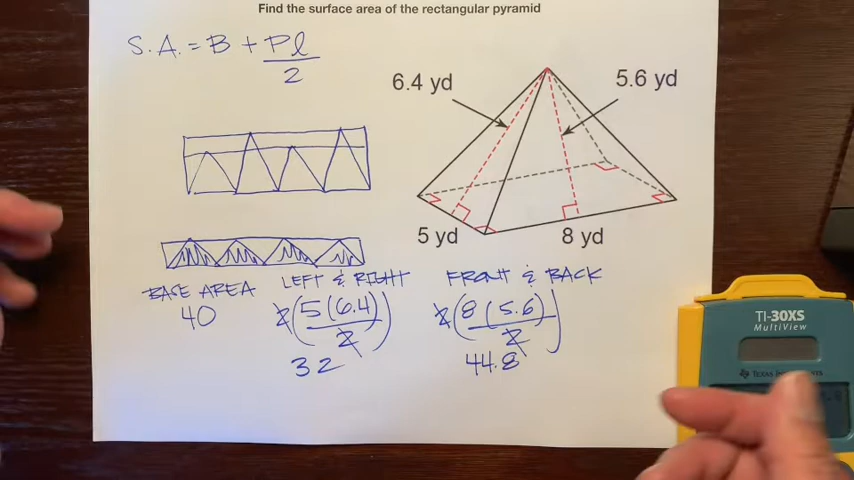 Find the surface area of the rectangular pyramid
S.A. = B + Pl
2
6.4 yd
5.6 yd
5 yd
8 yd
BASE AREA
40
LEFT & RIGHT
2(5(6.4))
2
32
FRONT & BACK
2(8(5.6))
2
44.8
TI-30XS
MultiView